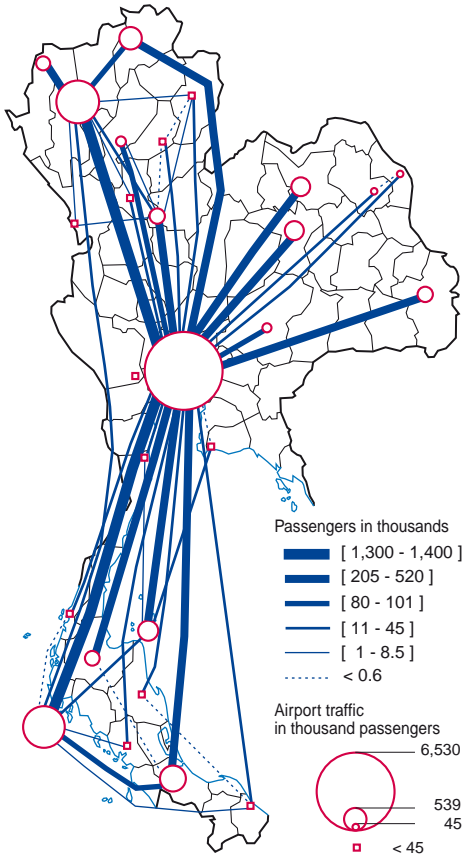 Passengers in thousands
[ 1,300 - 1,400 ]
[ 205 - 520 ]
[ 80 - 101 ]
[ 11 - 45 ]
[ 1 - 8.5 ]
< 0.6
Airport traffic
in thousand passengers
6,530
539
45
< 45